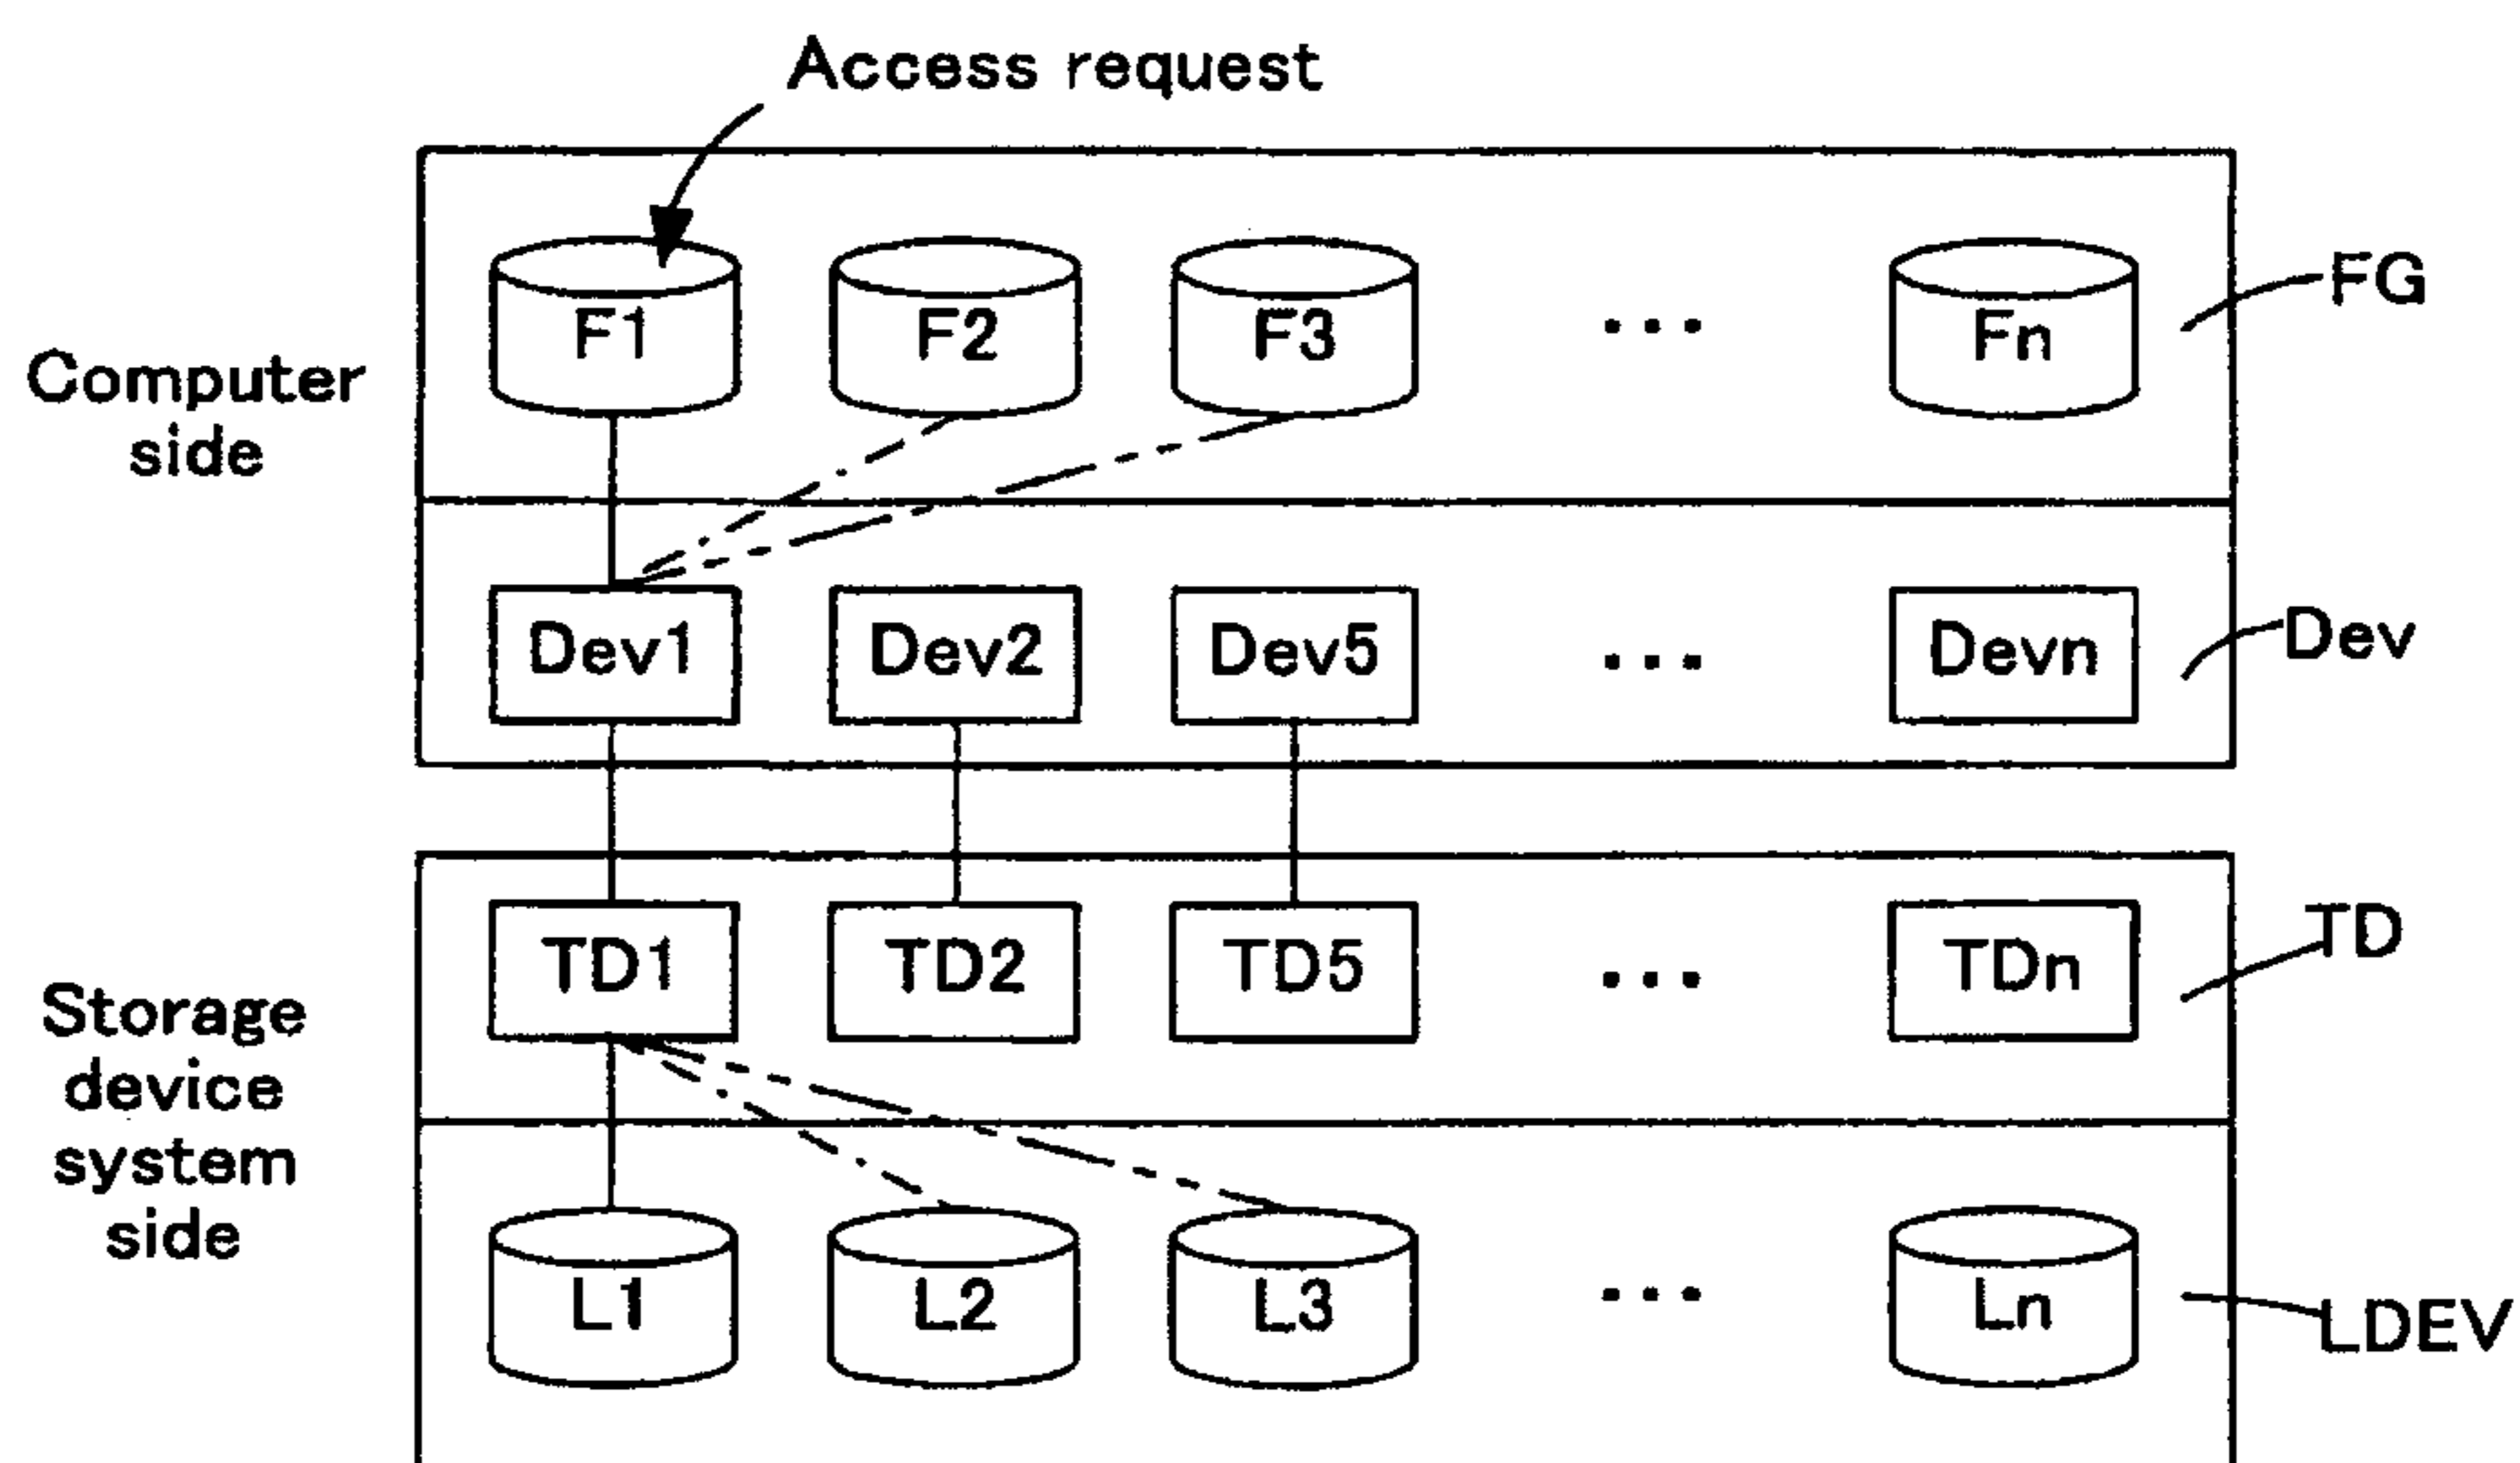 Access request
F1 F2 F3 ... Fn
FG
Computer
side
Dev1 Dev2 Dev5 ... Devn
Dev
TD1 TD2 TD5 ... TDn
TD
Storage
device
system
side
L1 L2 L3 ... Ln
LDEV